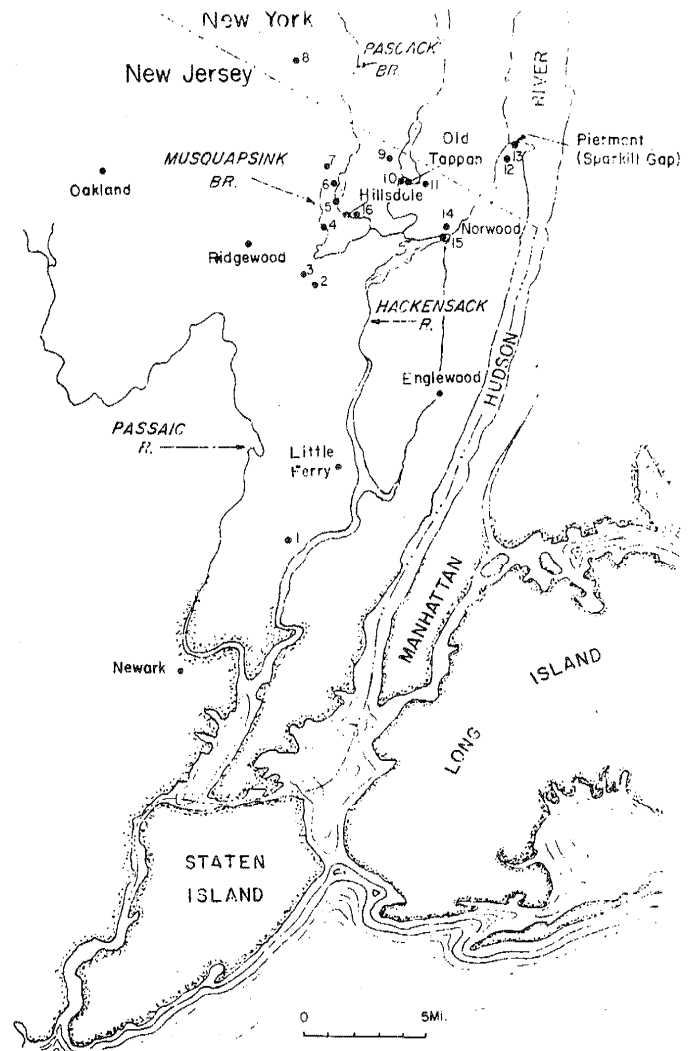 New York
8
New Jersey
PASCACK
BR.
RIVER
Old
Tappan
Piermont
(Sparkill Gap)
13
12
MUSQUAPSINK
BR.
7
9
Oakland
6
10
11
Hillsdale
5
16
4
14
Norwood
15
Ridgewood
3
2
HACKENSACK
R.
HUDSON
Englewood
PASSAIC
R.
Little
Ferry
1
MANHATTAN
Newark
LONG
ISLAND
STATEN
ISLAND
0
5Mi.